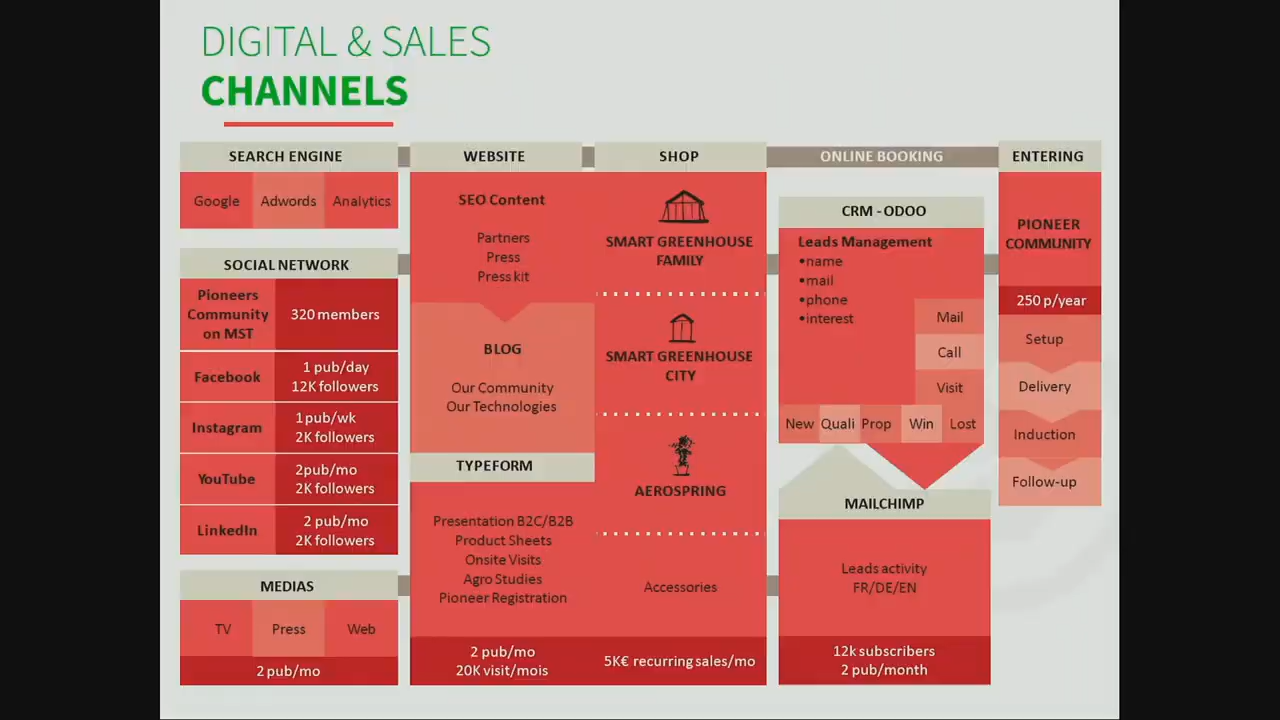 DIGITAL & SALES
CHANNELS
SEARCH ENGINE
Google Adwords Analytics
SOCIAL NETWORK
Pioneers
Community
on MST
320 members
Facebook
1 pub/day
12K followers
Instagram
1pub/wk
2K followers
YouTube
2pub/mo
2K followers
LinkedIn
2 pub/mo
2K followers
MEDIAS
TV Press Web
2 pub/mo
WEBSITE
SEO Content
Partners
Press
Press kit
BLOG
Our Community
Our Technologies
TYPEFORM
Presentation B2C/B2B
Product Sheets
Onsite Visits
Agro Studies
Pioneer Registration
2 pub/mo
20K visit/mois
SHOP
SMART GREENHOUSE
FAMILY
SMART GREENHOUSE
CITY
AEROSPRING
Accessories
5K€ recurring sales/mo
ONLINE BOOKING
CRM - ODOO
Leads Management
•name
•mail
•phone
•interest
Mail
Call
Visit
New Quali Prop Win Lost
MAILCHIMP
Leads activity
FR/DE/EN
12k subscribers
2 pub/month
ENTERING
PIONEER
COMMUNITY
250 p/year
Setup
Delivery
Induction
Follow-up